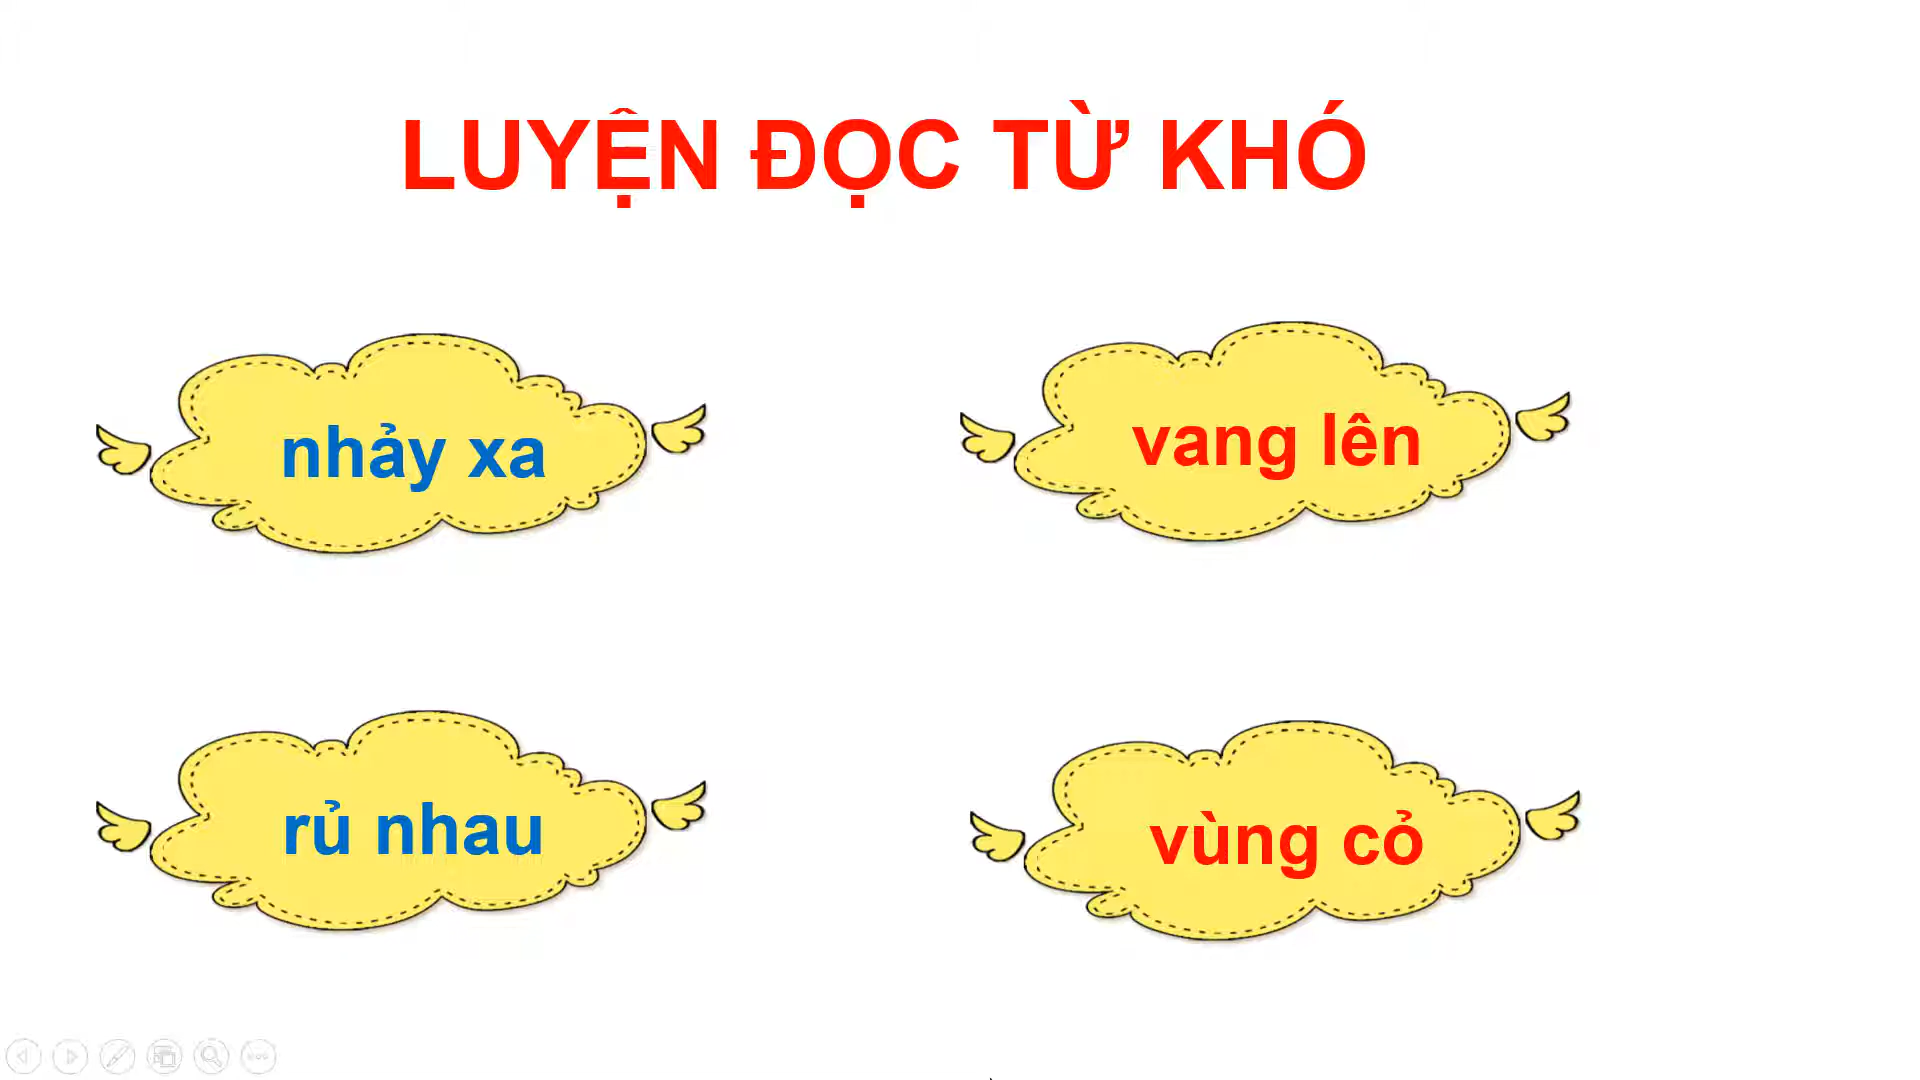 LUYỆN ĐỌC TỪ KHÓ
nhảy xa
vang lên
rủ nhau
vùng cỏ